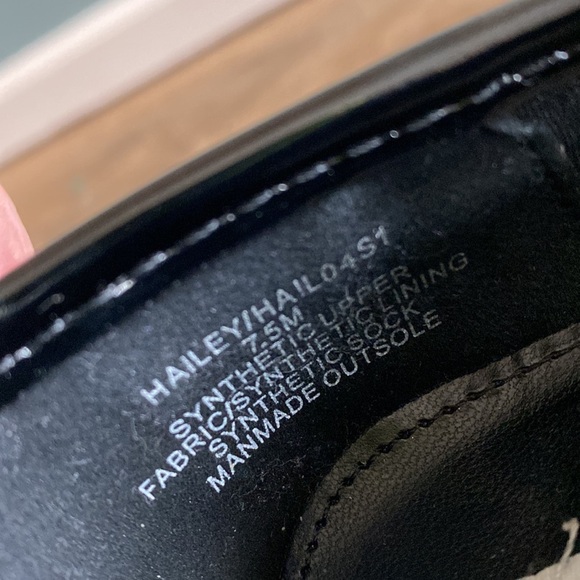 HAILEY/HAIL04S1
7.5M
SYNTHETIC UPPER
FABRIC/SYNTHETIC LINING
SYNTHETIC SOCK
MANMADE OUTSOLE